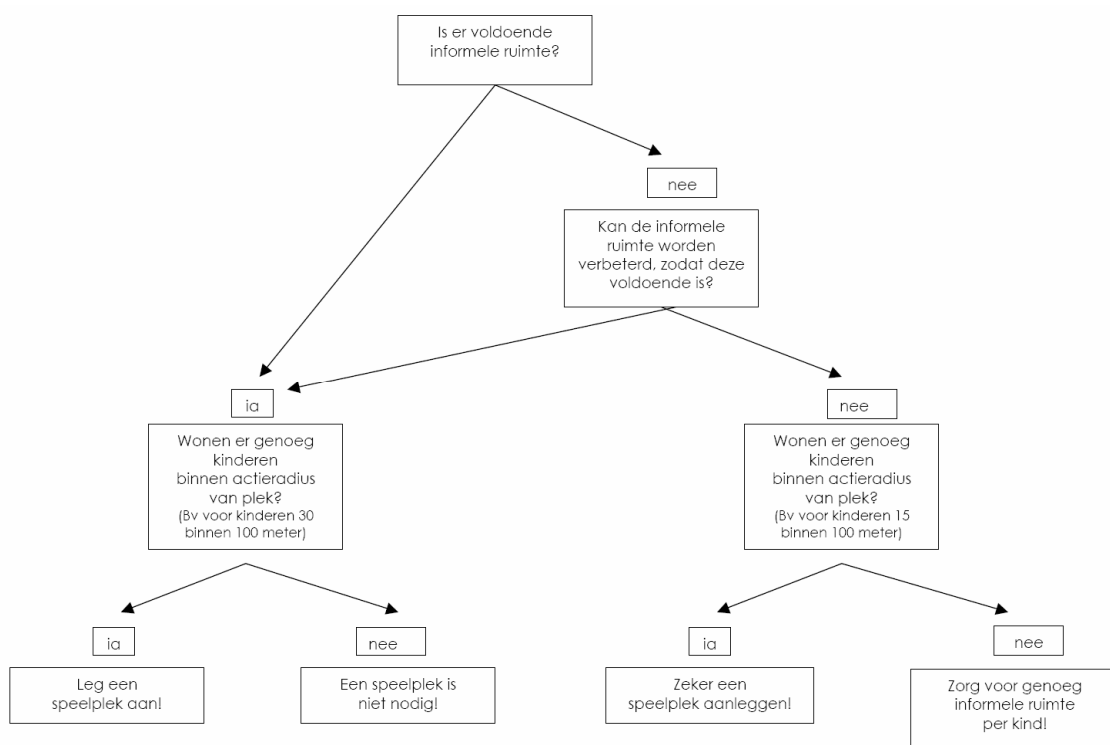 Is er voldoende
informele ruimte?
nee
Kan de informele
ruimte worden
verbeterd, zodat deze
voldoende is?
ja
Wonen er genoeg
kinderen
binnen actieradius
van plek?
(Bv voor kinderen 30
binnen 100 meter)
nee
Wonen er genoeg
kinderen
binnen actieradius
van plek?
(Bv voor kinderen 15
binnen 100 meter)
ja
Leg een
speelplek aan!
nee
Een speelplek is
niet nodig!
ja
Zeker een
speelplek aanleggen!
nee
Zorg voor genoeg
informele ruimte
per kind!